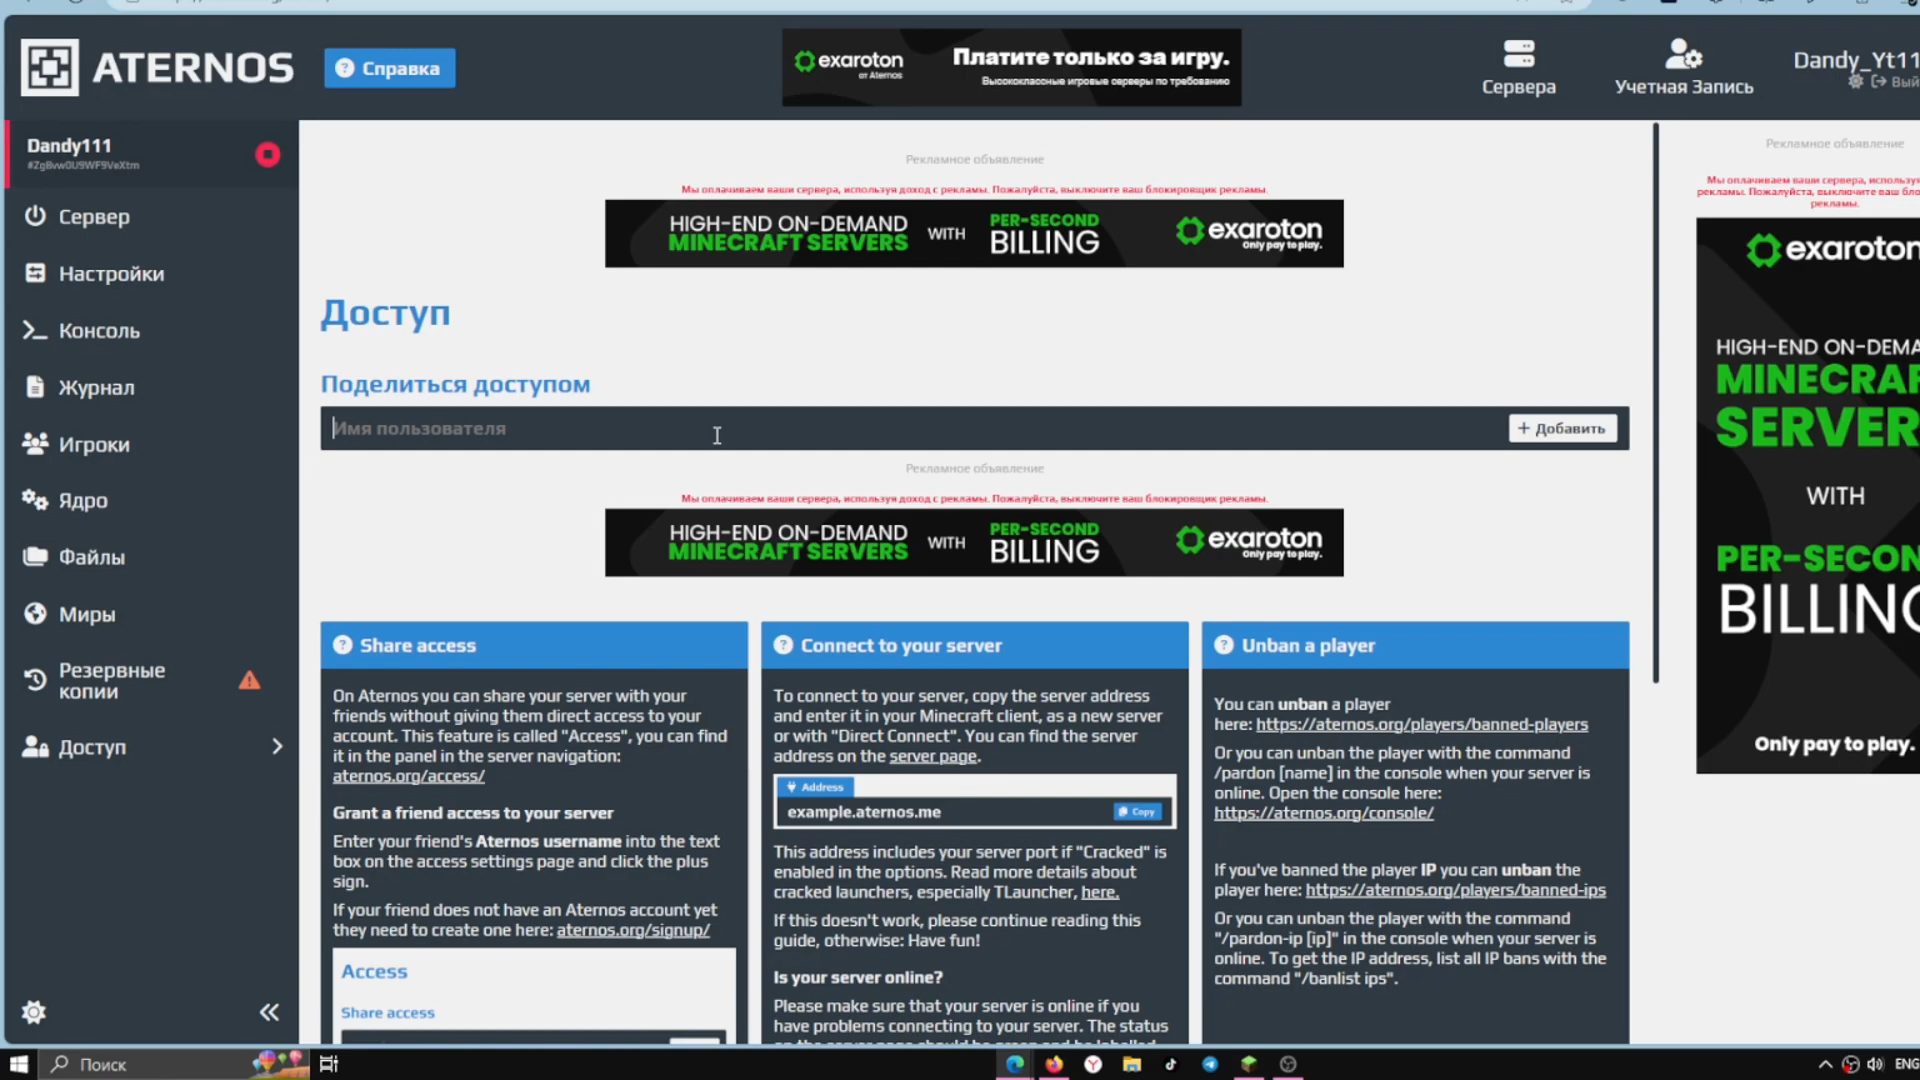 ATERNOS
Справка
exaroton
от Aternos
Платите только за игру.
Высококлассные игровые серверы по требованию
Сервера
Учетная Запись
Dandy_Yt11
Вый
Dandy111
Сервер
Настройки
Консоль
Журнал
Игроки
Ядро
Файлы
Миры
Резервные
копии
Доступ
Рекламное объявление
Мы оплачиваем ваши сервера, используя доход с рекламы. Пожалуйста, выключите ваш блокировщик рекламы.
HIGH-END ON-DEMAND
MINECRAFT SERVERS
WITH
PER-SECOND
BILLING
exaroton
Only pay to play.
Доступ
Поделиться доступом
Имя пользователя
+ Добавить
Рекламное объявление
Мы оплачиваем ваши сервера, используя доход с рекламы. Пожалуйста, выключите ваш блокировщик рекламы.
HIGH-END ON-DEMAND
MINECRAFT SERVERS
WITH
PER-SECOND
BILLING
exaroton
Only pay to play.
Share access
On Aternos you can share your server with your
friends without giving them direct access to your
account. This feature is called "Access", you can find
it in the panel in the server navigation:
aternos.org/access/
Grant a friend access to your server
Enter your friend's Aternos username into the text
box on the access settings page and click the plus
sign.
If your friend does not have an Aternos account yet
they need to create one here: aternos.org/signup/
Access
Share access
Connect to your server
To connect to your server, copy the server address
and enter it in your Minecraft client, as a new server
or with "Direct Connect". You can find the server
address on the server page.
Address
example.aternos.me
Copy
This address includes your server port if "Cracked" is
enabled in the options. Read more details about
cracked launchers, especially TLauncher, here.
If this doesn't work, please continue reading this
guide, otherwise: Have fun!
Is your server online?
Please make sure that your server is online if you
have problems connecting to your server. The status
Unban a player
You can unban a player
here: https://aternos.org/players/banned-players
Or you can unban the player with the command
/pardon [name] in the console when your server is
online. Open the console here:
https://aternos.org/console/
If you've banned the player IP you can unban the
player here: https://aternos.org/players/banned-ips
Or you can unban the player with the command
"/pardon-ip [ip]" in the console when your server is
online. To get the IP address, list all IP bans with the
command "/banlist ips".
Рекламное объявление
Мы оплачиваем ваши сервера, используя
рекламы. Пожалуйста, выключите ваш бло
рекламы.
exaroton
HIGH-END ON-DEMA
MINECRAF
SERVER
WITH
PER-SECON
BILLING
Only pay to play.
Поиск
ENG